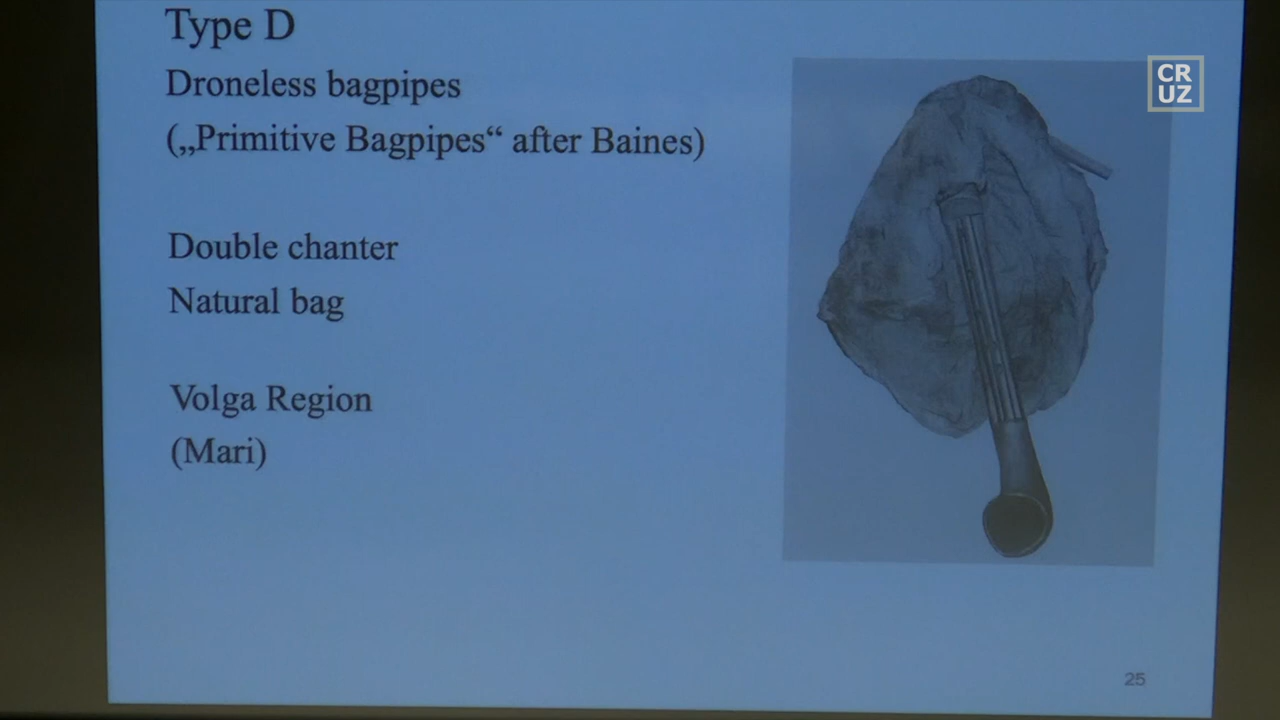 Type D
Droneless bagpipes
(„Primitive Bagpipes“ after Baines)
Double chanter
Natural bag
Volga Region
(Mari)
CR
UZ
25